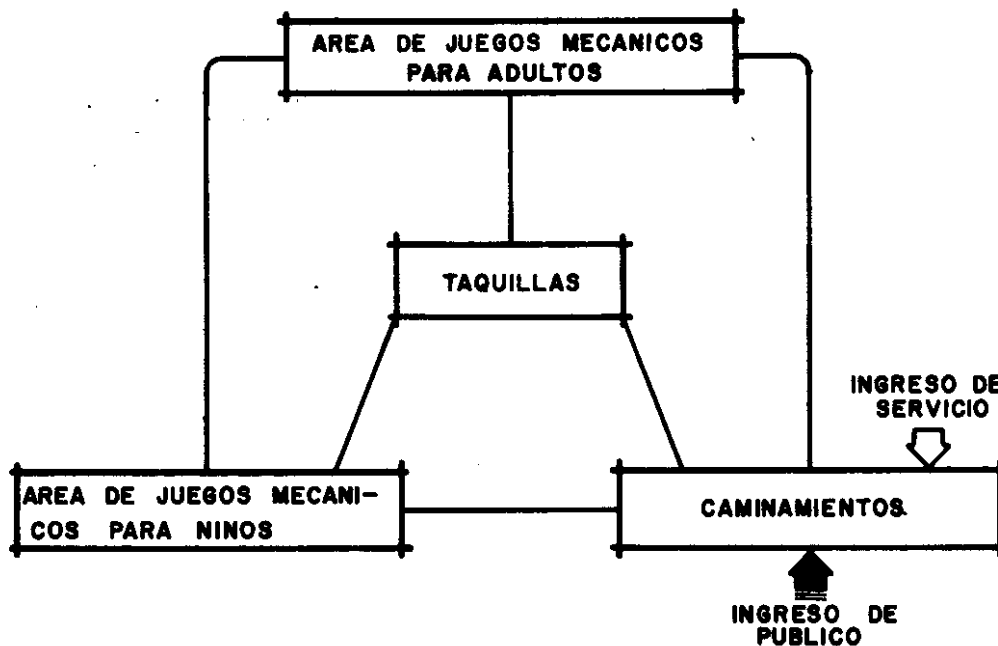 AREA DE JUEGOS MECANICOS
PARA ADULTOS
TAQUILLAS
INGRESO DE
SERVICIO
AREA DE JUEGOS MECANI-
COS PARA NINOS
CAMINAMIENTOS.
INGRESO DE
PUBLICO